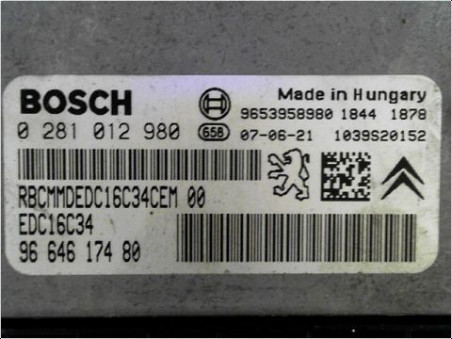 BOSCH
Made in Hungary
9653958980 1844 1878
0 281 012 980
658
07-06-21 1039S20152
RBCMMDEDC16C34CEM 00
EDC16C34
96 646 174 80